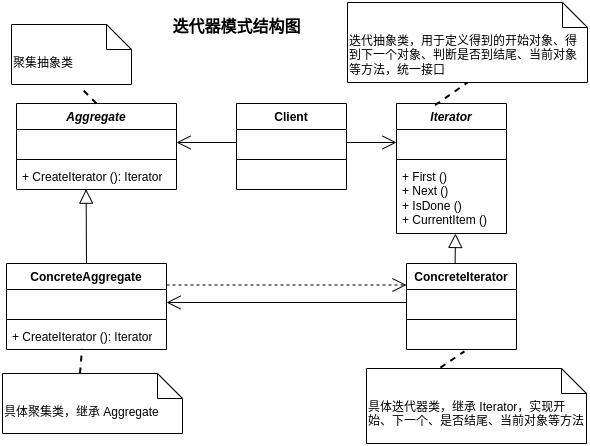 迭代器模式结构图
聚集抽象类
迭代抽象类，用于定义得到的开始对象、得
到下一个对象、判断是否到结尾、当前对象
等方法，统一接口
Aggregate
+ CreateIterator (): Iterator
Client
Iterator
+ First ()
+ Next ()
+ IsDone ()
+ CurrentItem ()
ConcreteAggregate
+ CreateIterator (): Iterator
ConcreteIterator
具体聚集类，继承 Aggregate
具体迭代器类，继承 Iterator，实现开
始、下一个、是否结尾、当前对象等方法